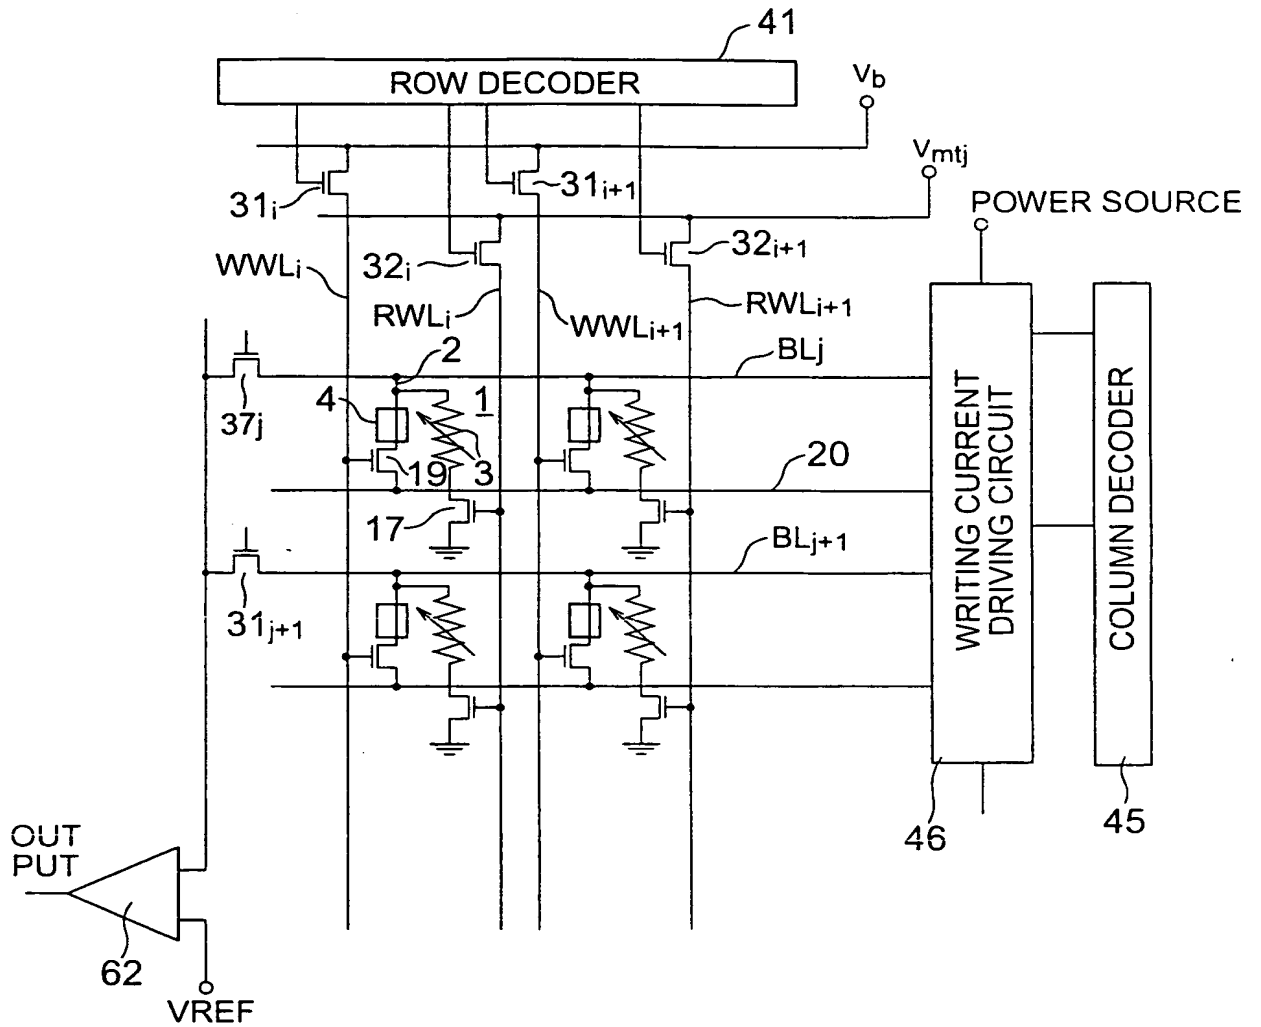 41
ROW DECODER
Vb
Vmtj
31i
31i+1
POWER SOURCE
32i
32i+1
WWLi
RWLi
WWLi+1
RWLi+1
2
BLj
4
1
37j
19
3
20
17
BLj+1
31j+1
WRITING CURRENT
DRIVING CIRCUIT
COLUMN DECODER
46
45
OUT
PUT
62
VREF